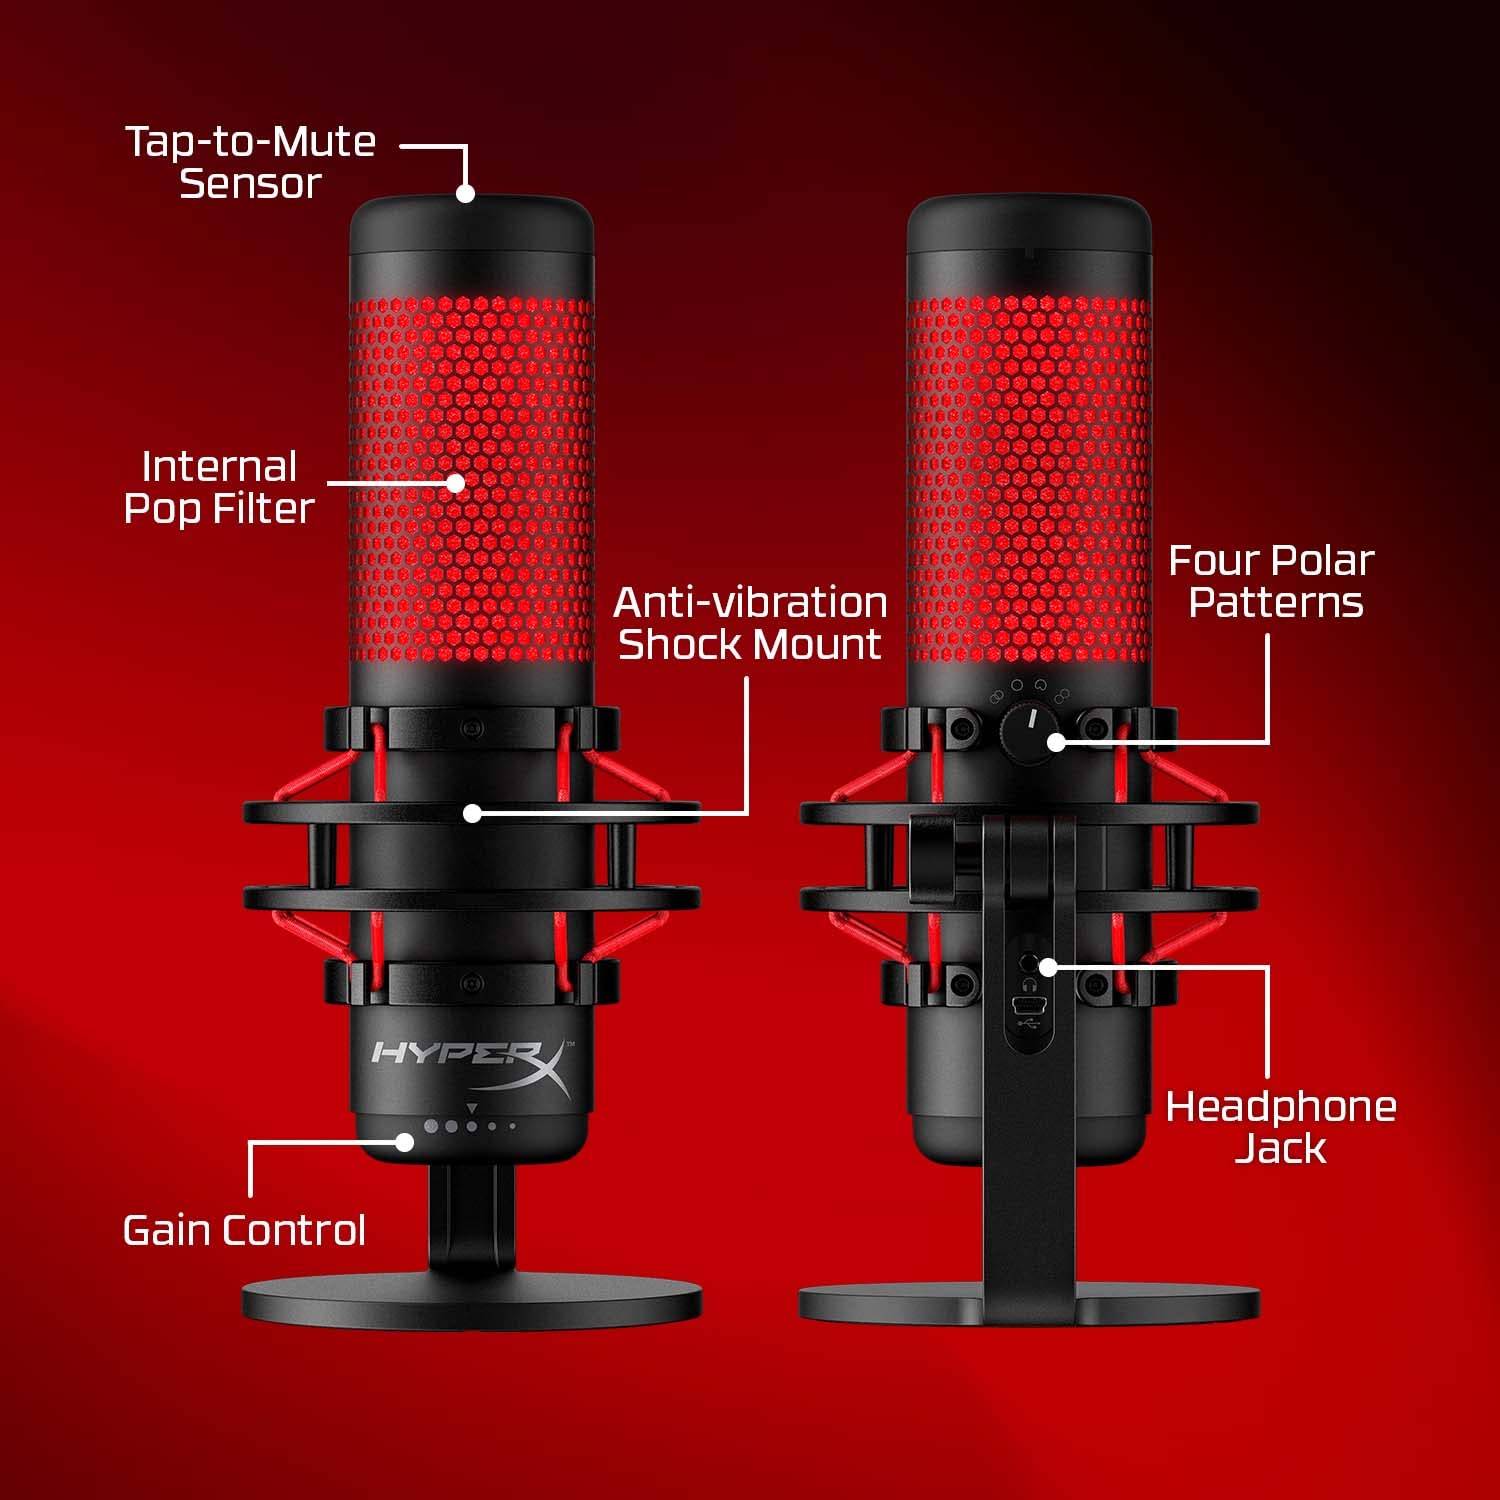 Tap-to-Mute
Sensor
Internal
Pop Filter
Anti-vibration
Shock Mount
Four Polar
Patterns
HYPERX™
Headphone
Jack
Gain Control